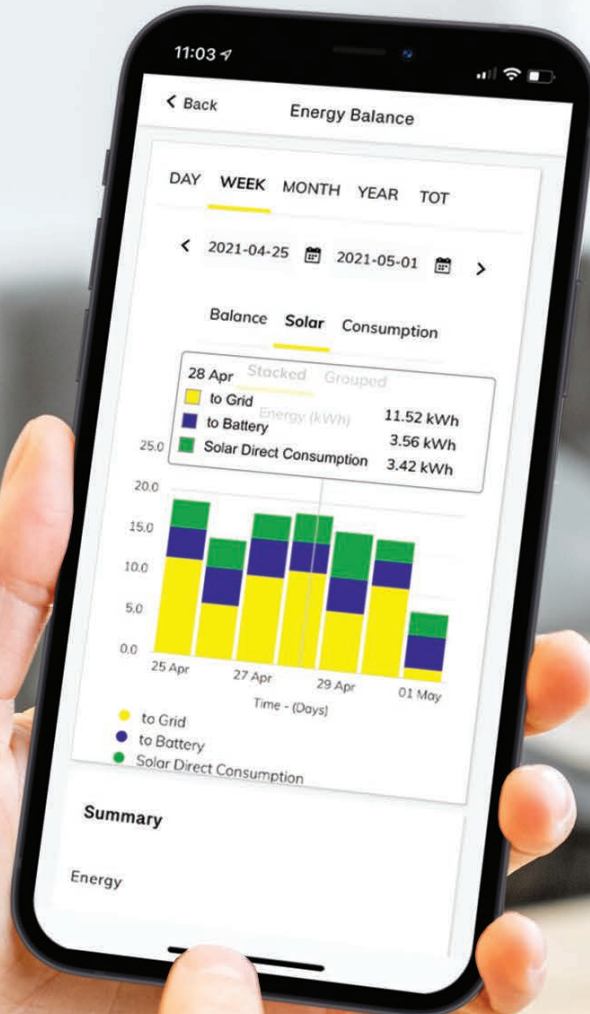 11:03
Back Energy Balance
DAY WEEK MONTH YEAR TOT
2021-04-25 2021-05-01
Balance Solar Consumption
28 Apr Stacked Grouped
to Grid 11.52 kWh
Energy (kWh)
to Battery 3.56 kWh
Solar Direct Consumption 3.42 kWh
25.0
20.0
15.0
10.0
5.0
0.0
25 Apr 27 Apr 29 Apr 01 May
Time - (Days)
to Grid
to Battery
Solar Direct Consumption
Summary
Energy